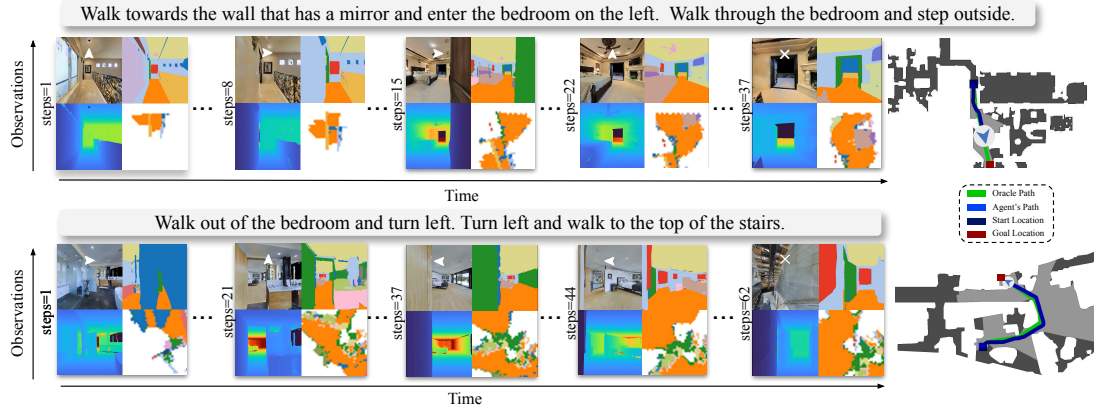 Walk towards the wall that has a mirror and enter the bedroom on the left. Walk through the bedroom and step outside.
Observations
steps=1
steps=8
steps=15
steps=22
steps=37
Time
Oracle Path
Agent's Path
Start Location
Goal Location
Walk out of the bedroom and turn left. Turn left and walk to the top of the stairs.
Observations
steps=1
steps=21
steps=37
steps=44
steps=62
Time